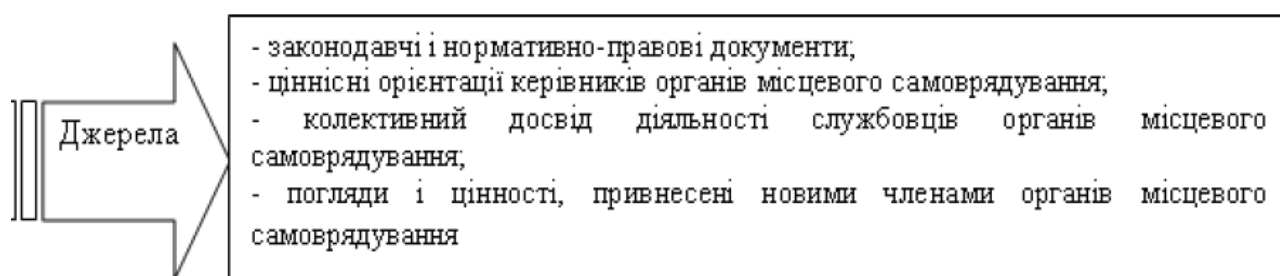 Джерела
- законодавчі і нормативно-правові документи;
- ціннісні орієнтації керівників органів місцевого самоврядування;
- колективний досвід діяльності службовців органів місцевого
самоврядування;
- погляди і цінності, привнесені новими членами органів місцевого
самоврядування